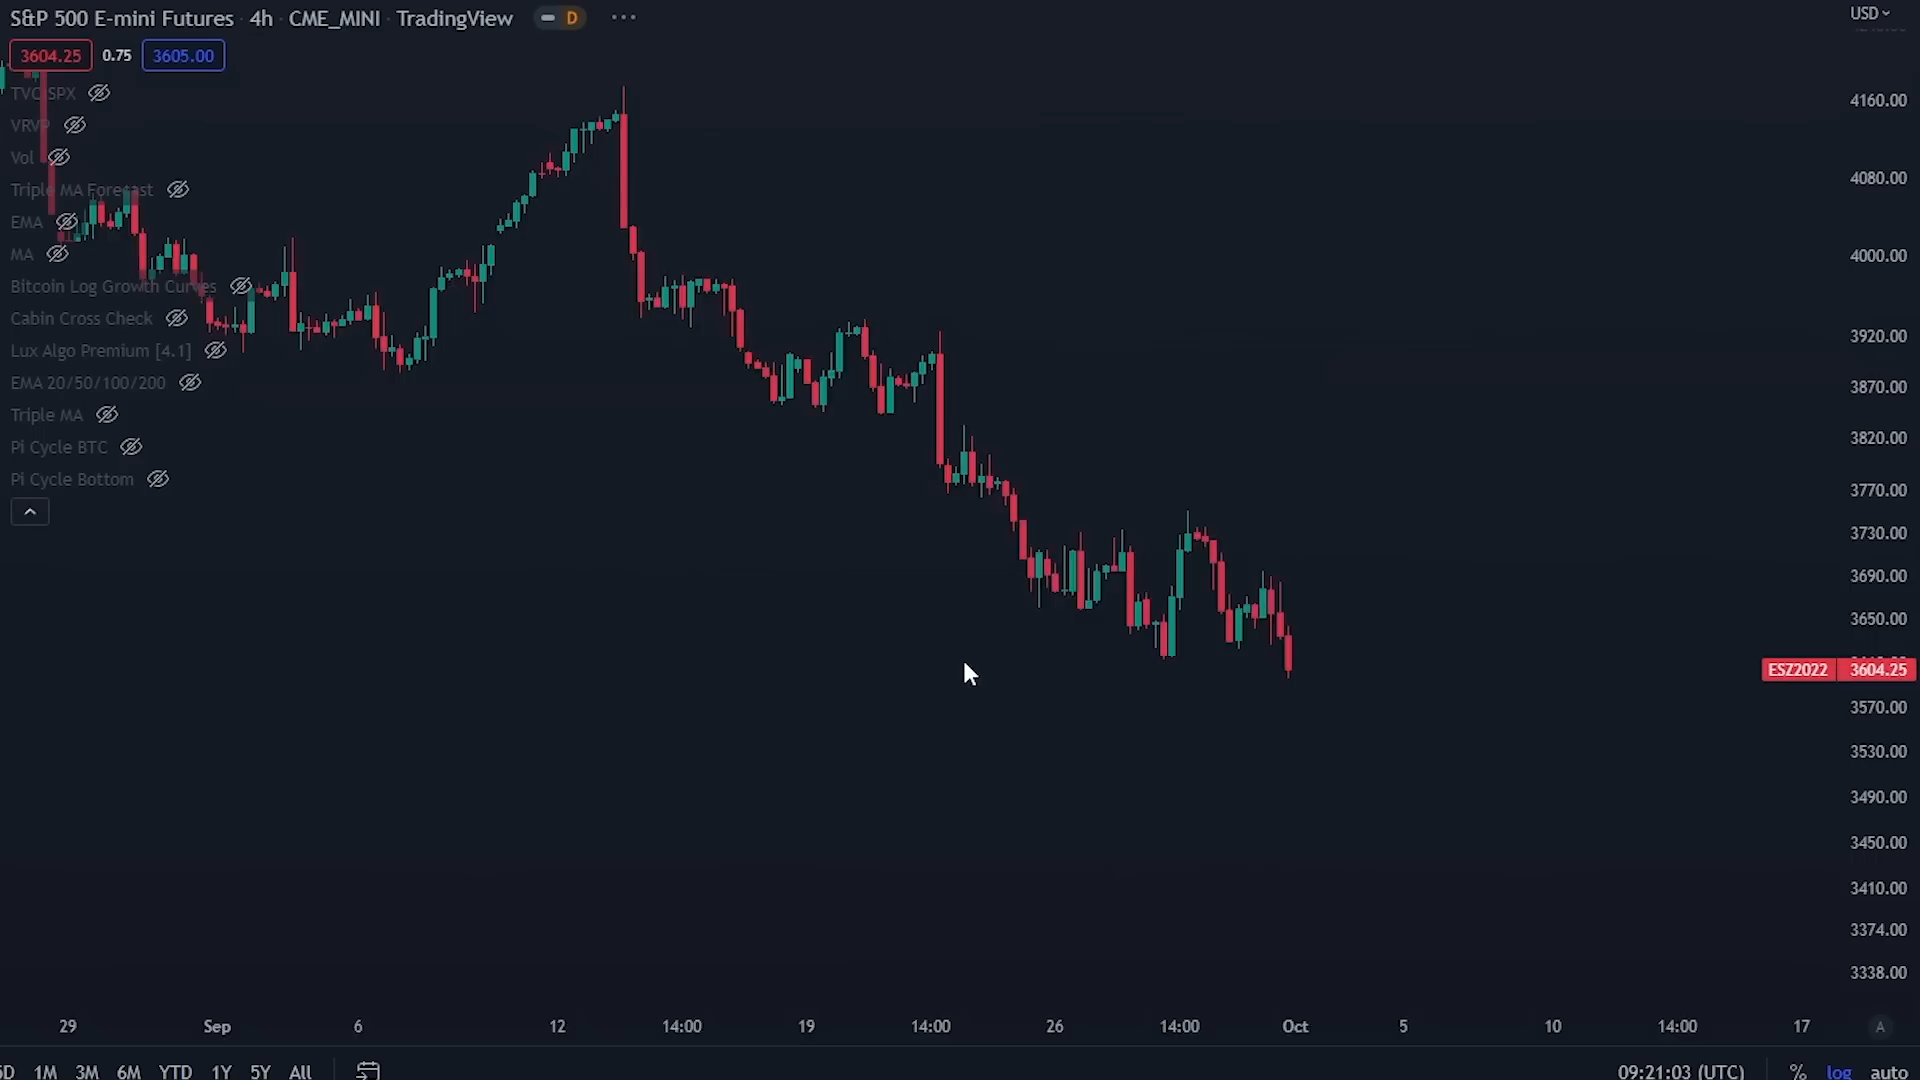 S&P 500 E-mini Futures · 4h · CME_MINI · TradingView D ···
USD
3604.25 0.75 3605.00
TVC:SPX
VRVP
Vol
Triple MA Forecast
EMA
MA
Bitcoin Log Growth Curves
Cabin Cross Check
Lux Algo Premium [4.1]
EMA 20/50/100/200
Triple MA
Pi Cycle BTC
Pi Cycle Bottom
4160.00
4080.00
4000.00
3920.00
3870.00
3820.00
3770.00
3730.00
3690.00
3650.00
ESZ2022 3604.25
3570.00
3530.00
3490.00
3450.00
3410.00
3374.00
3338.00
29 Sep 6 12 14:00 19 14:00 26 14:00 Oct 5 10 14:00 17 A
5D 1M 3M 6M YTD 1Y 5Y All 09:21:03 (UTC) % log auto